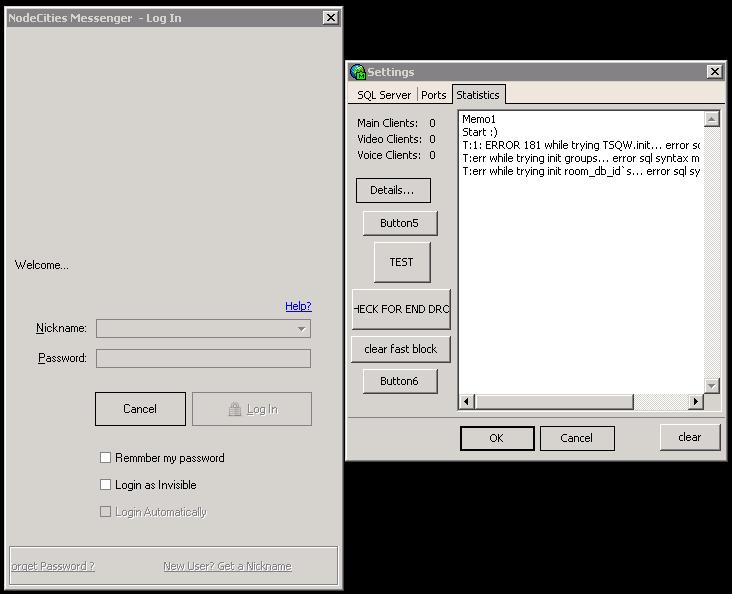 NodeCities Messenger - Log In
Welcome...
Help?
Nickname:
Password:
Cancel
Log In
Remmber my password
Login as Invisible
Login Automatically
orget Password ?
New User? Get a Nickname
Settings
SQL Server
Ports
Statistics
Main Clients: 0
Video Clients: 0
Voice Clients: 0
Details...
Button5
TEST
HECK FOR END DRO
clear fast block
Button6
Memo1
Start :)
T:1: ERROR 181 while trying TSQW.init... error sq
T:err while trying init groups... error sql syntax m
T:err while trying init room_db_id`s... error sql sy
OK
Cancel
clear